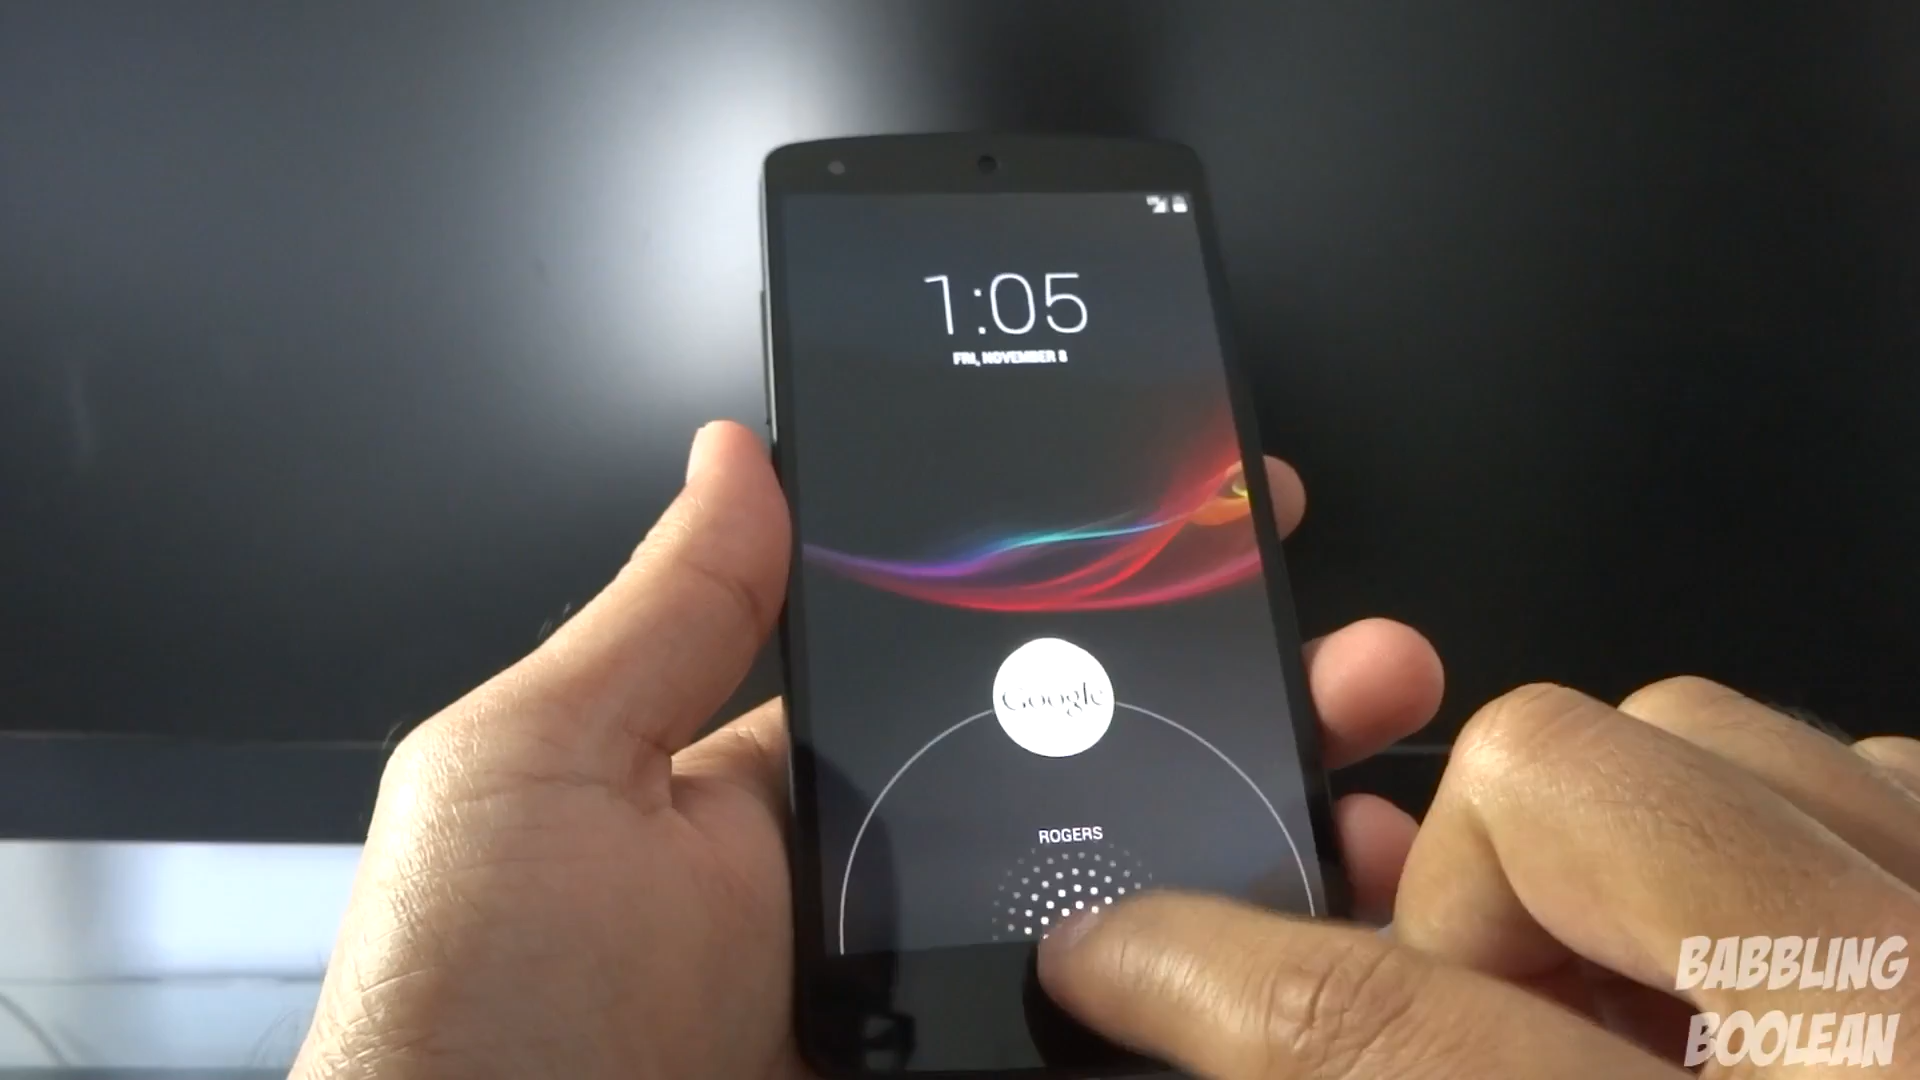 1:05
FRI, NOVEMBER 8
Google
ROGERS
BABBLING
BOOLEAN